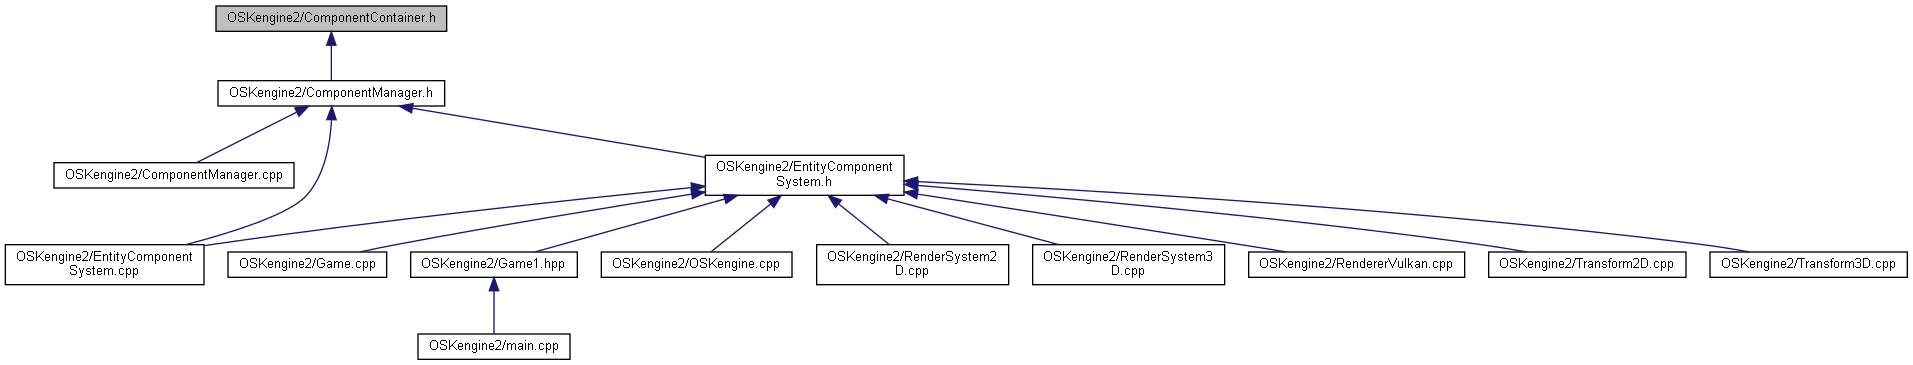 OSKengine2/ComponentContainer.h
OSKengine2/ComponentManager.h
OSKengine2/ComponentManager.cpp
OSKengine2/EntityComponent
System.h
OSKengine2/EntityComponent
System.cpp
OSKengine2/Game.cpp
OSKengine2/Game1.hpp
OSKengine2/OSKengine.cpp
OSKengine2/RenderSystem2
D.cpp
OSKengine2/RenderSystem3
D.cpp
OSKengine2/RendererVulkan.cpp
OSKengine2/Transform2D.cpp
OSKengine2/Transform3D.cpp
OSKengine2/main.cpp